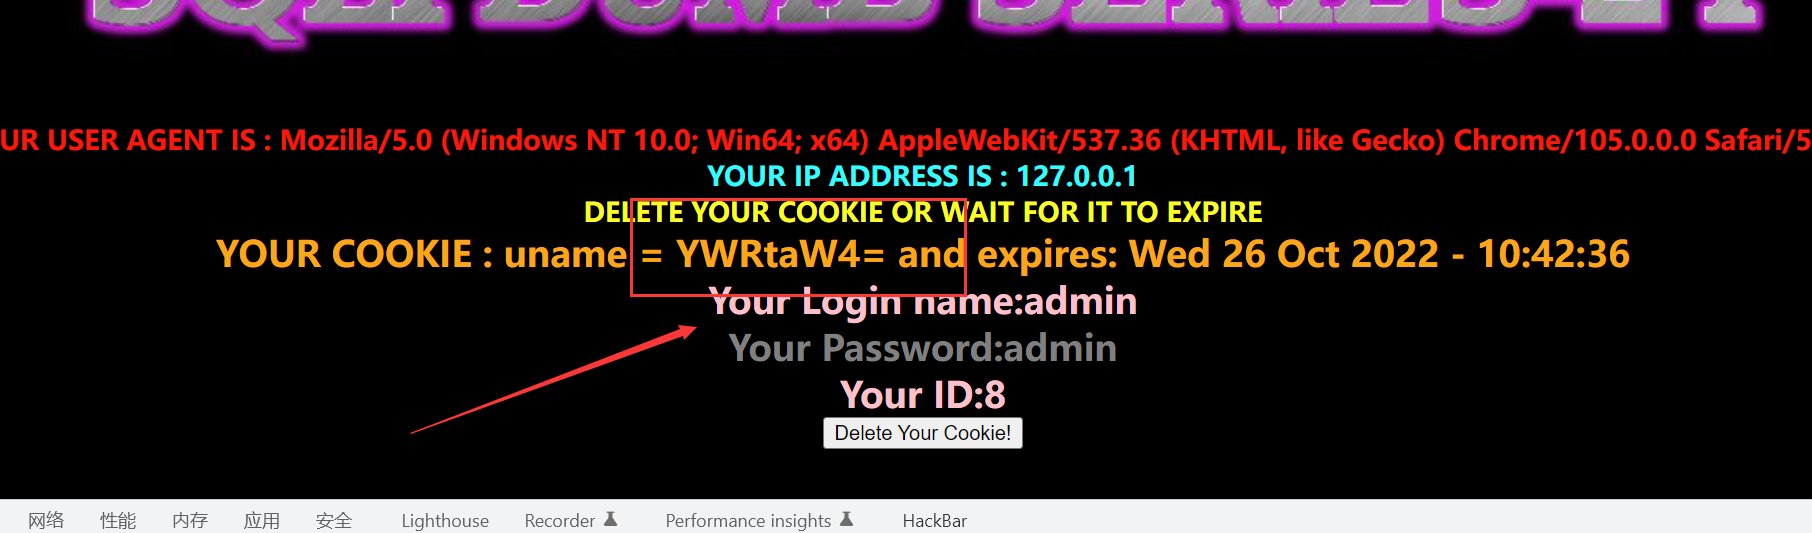 SQLI DUMB SERIES-21
UR USER AGENT IS : Mozilla/5.0 (Windows NT 10.0; Win64; x64) AppleWebKit/537.36 (KHTML, like Gecko) Chrome/105.0.0.0 Safari/5
YOUR IP ADDRESS IS : 127.0.0.1
DELETE YOUR COOKIE OR WAIT FOR IT TO EXPIRE
YOUR COOKIE : uname = YWRtaW4= and expires: Wed 26 Oct 2022 - 10:42:36
Your Login name:admin
Your Password:admin
Your ID:8
Delete Your Cookie!
网络 性能 内存 应用 安全 Lighthouse Recorder Performance insights HackBar